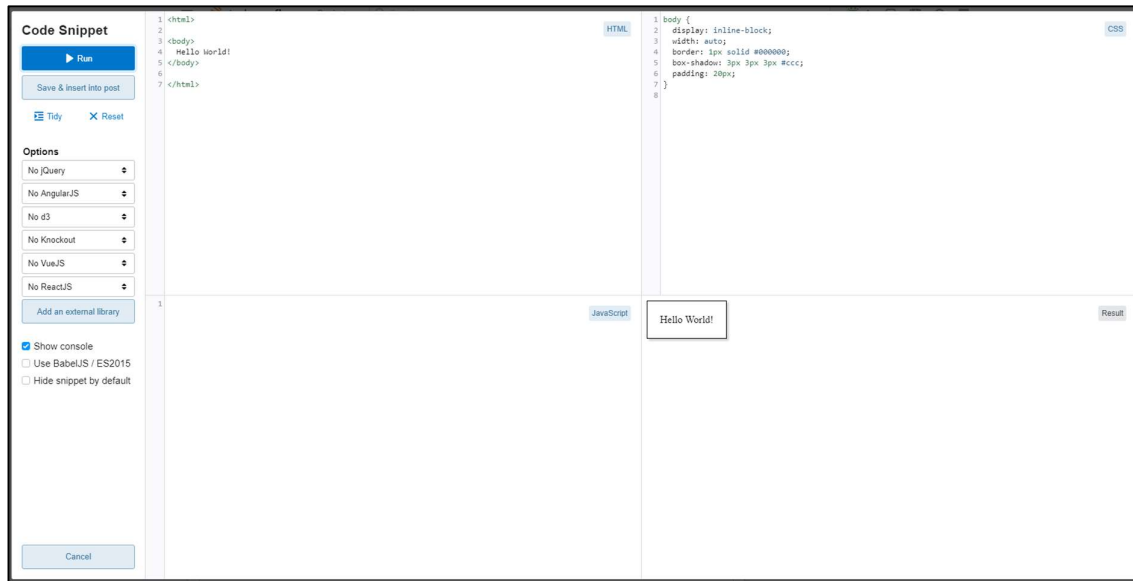 Code Snippet
Run
Save & insert into post
Tidy
Reset
Options
No jQuery
No AngularJS
No d3
No Knockout
No VueJS
No ReactJS
Add an external library
Show console
Use BabelJS / ES2015
Hide snippet by default
Cancel
1 <html>
2
3 <body>
4   Hello World!
5 </body>
6
7 </html>
HTML
1 body {
2   display: inline-block;
3   width: auto;
4   border: 1px solid #000000;
5   box-shadow: 3px 3px 3px #ccc;
6   padding: 20px;
7 }
8
CSS
1
JavaScript
Hello World!
Result